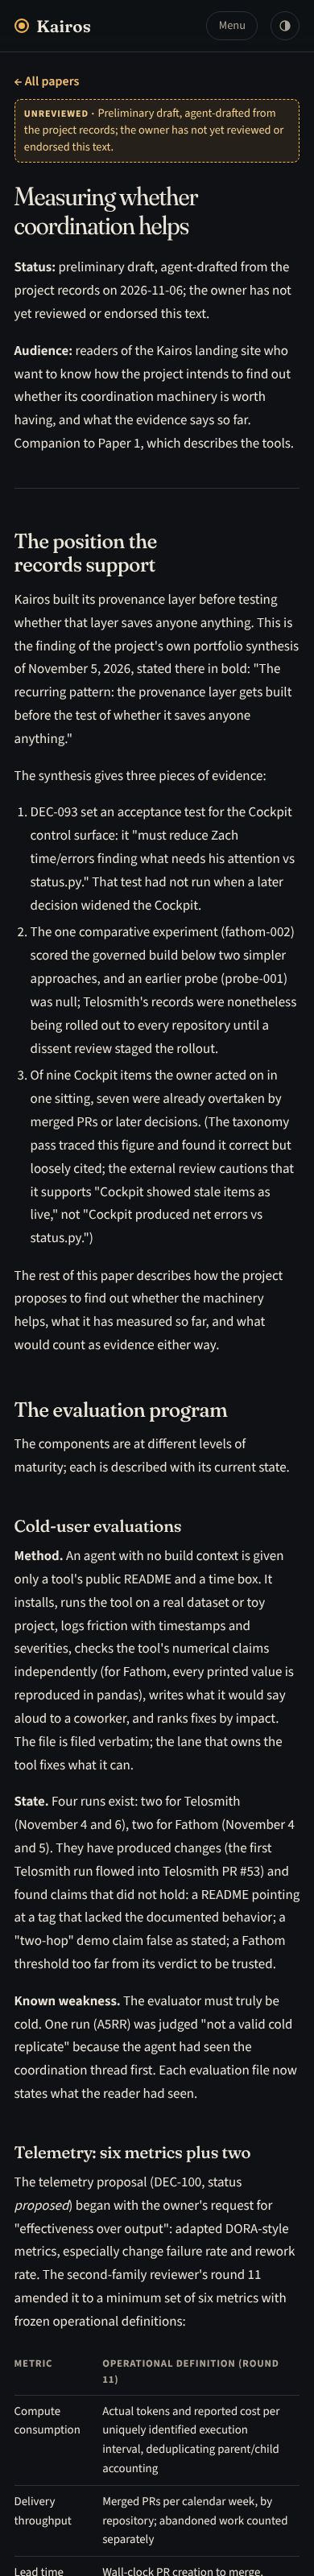 Kairos
Menu
← All papers
UNREVIEWED · Preliminary draft, agent-drafted from
the project records; the owner has not yet reviewed or
endorsed this text.
Measuring whether
coordination helps
Status: preliminary draft, agent-drafted from the
project records on 2026-11-06; the owner has not
yet reviewed or endorsed this text.
Audience: readers of the Kairos landing site who
want to know how the project intends to find out
whether its coordination machinery is worth
having, and what the evidence says so far.
Companion to Paper 1, which describes the tools.
The position the
records support
Kairos built its provenance layer before testing
whether that layer saves anyone anything. This is
the finding of the project's own portfolio synthesis
of November 5, 2026, stated there in bold: "The
recurring pattern: the provenance layer gets built
before the test of whether it saves anyone
anything."
The synthesis gives three pieces of evidence:
1. DEC-093 set an acceptance test for the Cockpit
control surface: it "must reduce Zach
time/errors finding what needs his attention vs
status.py." That test had not run when a later
decision widened the Cockpit.
2. The one comparative experiment (fathom-002)
scored the governed build below two simpler
approaches, and an earlier probe (probe-001)
was null; Telosmith's records were nonetheless
being rolled out to every repository until a
dissent review staged the rollout.
3. Of nine Cockpit items the owner acted on in
one sitting, seven were already overtaken by
merged PRs or later decisions. (The taxonomy
pass traced this figure and found it correct but
loosely cited; the external review cautions that
it supports "Cockpit showed stale items as
live," not "Cockpit produced net errors vs
status.py.")
The rest of this paper describes how the project
proposes to find out whether the machinery
helps, what it has measured so far, and what
would count as evidence either way.
The evaluation program
The components are at different levels of
maturity; each is described with its current state.
Cold-user evaluations
Method. An agent with no build context is given
only a tool's public README and a time box. It
installs, runs the tool on a real dataset or toy
project, logs friction with timestamps and
severities, checks the tool's numerical claims
independently (for Fathom, every printed value is
reproduced in pandas), writes what it would say
aloud to a coworker, and ranks fixes by impact.
The file is filed verbatim; the lane that owns the
tool fixes what it can.
State. Four runs exist: two for Telosmith
(November 4 and 6), two for Fathom (November 4
and 5). They have produced changes (the first
Telosmith run flowed into Telosmith PR #53) and
found claims that did not hold: a README pointing
at a tag that lacked the documented behavior; a
"two-hop" demo claim false as stated; a Fathom
threshold too far from its verdict to be trusted.
Known weakness. The evaluator must truly be
cold. One run (A5RR) was judged "not a valid cold
replicate" because the agent had seen the
coordination thread first. Each evaluation file now
states what the reader had seen.
Telemetry: six metrics plus two
The telemetry proposal (DEC-100, status
proposed) began with the owner's request for
"effectiveness over output": adapted DORA-style
metrics, especially change failure rate and rework
rate. The second-family reviewer's round 11
amended it to a minimum set of six metrics with
frozen operational definitions:
METRIC
OPERATIONAL DEFINITION (ROUND
11)
Compute
consumption
Actual tokens and reported cost per
uniquely identified execution
interval, deduplicating parent/child
accounting
Delivery
throughput
Merged PRs per calendar week, by
repository; abandoned work counted
separately
Lead time
Wall-clock PR creation to merge,